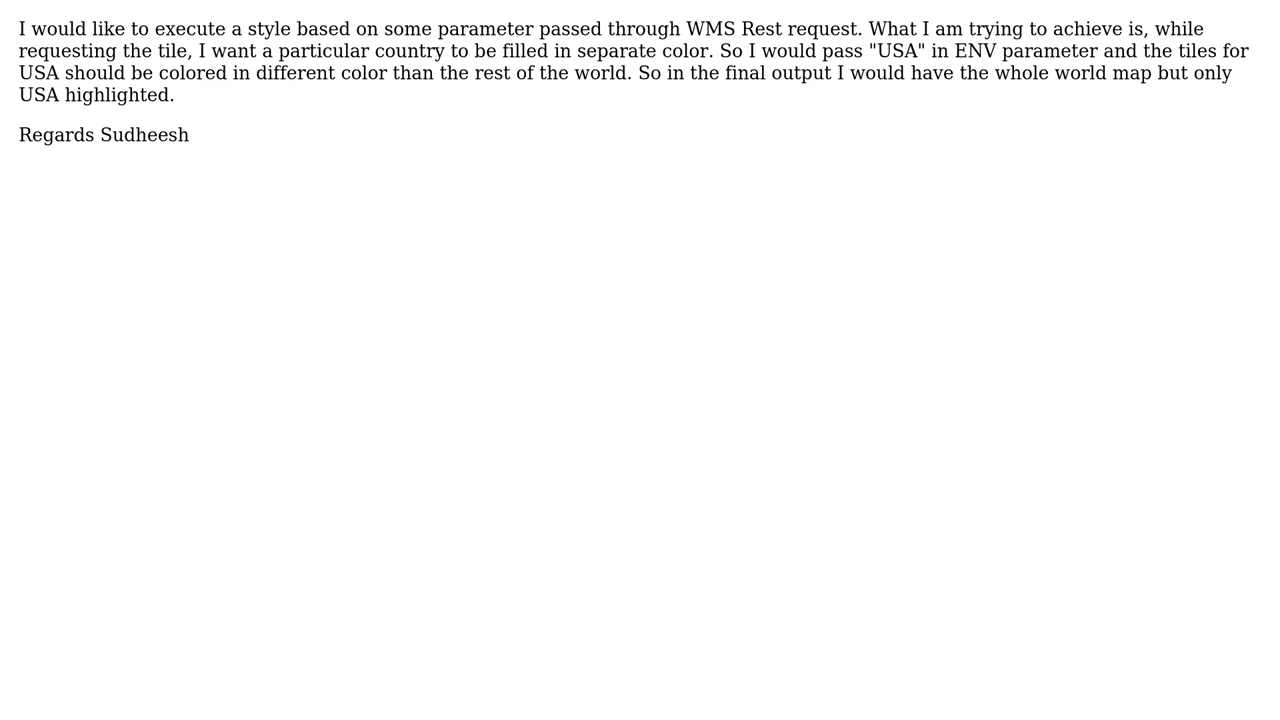 I would like to execute a style based on some parameter passed through WMS Rest request. What I am trying to achieve is, while
requesting the tile, I want a particular country to be filled in separate color. So I would pass "USA" in ENV parameter and the tiles for
USA should be colored in different color than the rest of the world. So in the final output I would have the whole world map but only
USA highlighted.
Regards Sudheesh